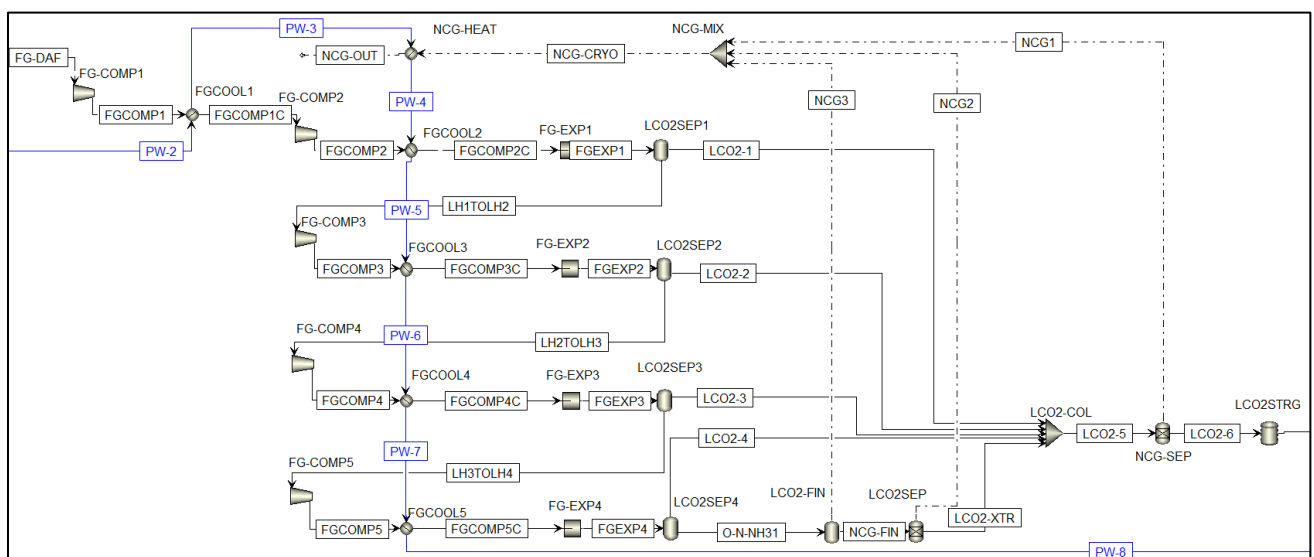 PW-3
NCG-HEAT
NCG-MIX
NCG1
FG-DAF
NCG-OUT
NCG-CRYO
FG-COMP1
FGCOOL1
FG-COMP2
NCG3
NCG2
FGCOMP1
FGCOMP1C
PW-4
PW-2
FGCOOL2
FG-EXP1
LCO2SEP1
FGCOMP2
FGCOMP2C
FGEXP1
LCO2-1
PW-5
LH1TOLH2
FG-COMP3
FGCOOL3
FG-EXP2
LCO2SEP2
FGCOMP3
FGCOMP3C
FGEXP2
LCO2-2
FG-COMP4
PW-6
LH2TOLH3
FGCOOL4
FG-EXP3
LCO2SEP3
FGCOMP4
FGCOMP4C
FGEXP3
LCO2-3
LCO2-COL
LCO2STRG
LCO2-4
LCO2-5
LCO2-6
NCG-SEP
PW-7
FG-COMP5
LH3TOLH4
FGCOOL5
FG-EXP4
LCO2SEP4
LCO2-FIN
LCO2SEP
FGCOMP5
FGCOMP5C
FGEXP4
O-N-NH31
NCG-FIN
LCO2-XTR
PW-8